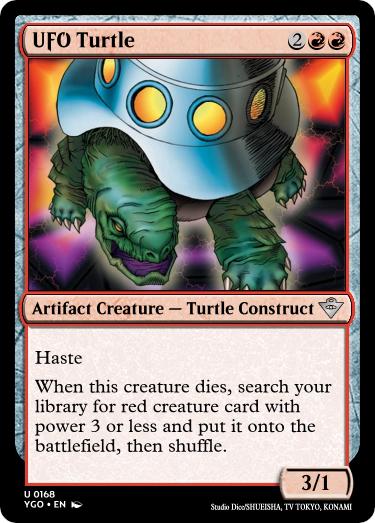 UFO Turtle 2
Artifact Creature — Turtle Construct
Haste
When this creature dies, search your
library for red creature card with
power 3 or less and put it onto the
battlefield, then shuffle.
3/1
U 0168
YGO • EN
Studio Dice/SHUEISHA, TV TOKYO, KONAMI